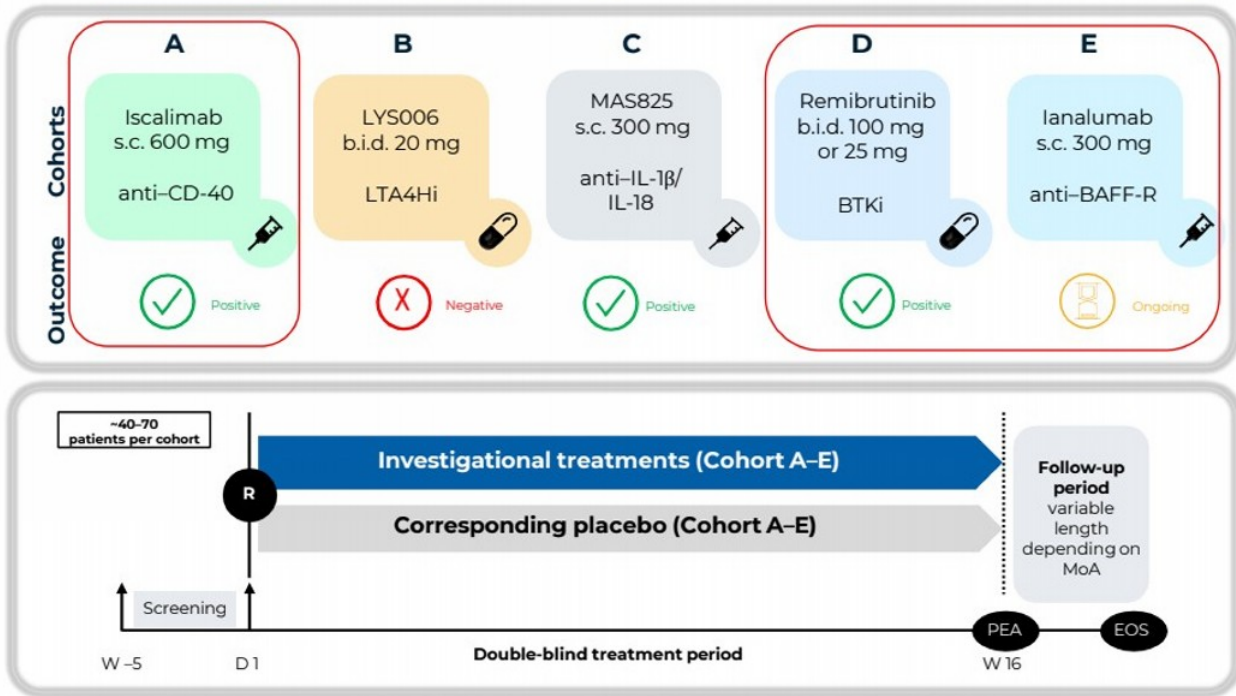 A
B
C
D
E
Cohorts
Iscalimab
s.c. 600 mg
anti–CD-40
LYS006
b.i.d. 20 mg
LTA4Hi
MAS825
s.c. 300 mg
anti–IL-1β/
IL-18
Remibrutinib
b.i.d. 100 mg
or 25 mg
BTKi
Ianalumab
s.c. 300 mg
anti–BAFF-R
Outcome
Positive
X
Negative
Positive
Positive
Ongoing
~40–70
patients per cohort
R
Investigational treatments (Cohort A–E)
Corresponding placebo (Cohort A–E)
Follow-up
period
variable
length
depending on
MoA
Screening
PEA
EOS
W –5
D 1
Double-blind treatment period
W 16